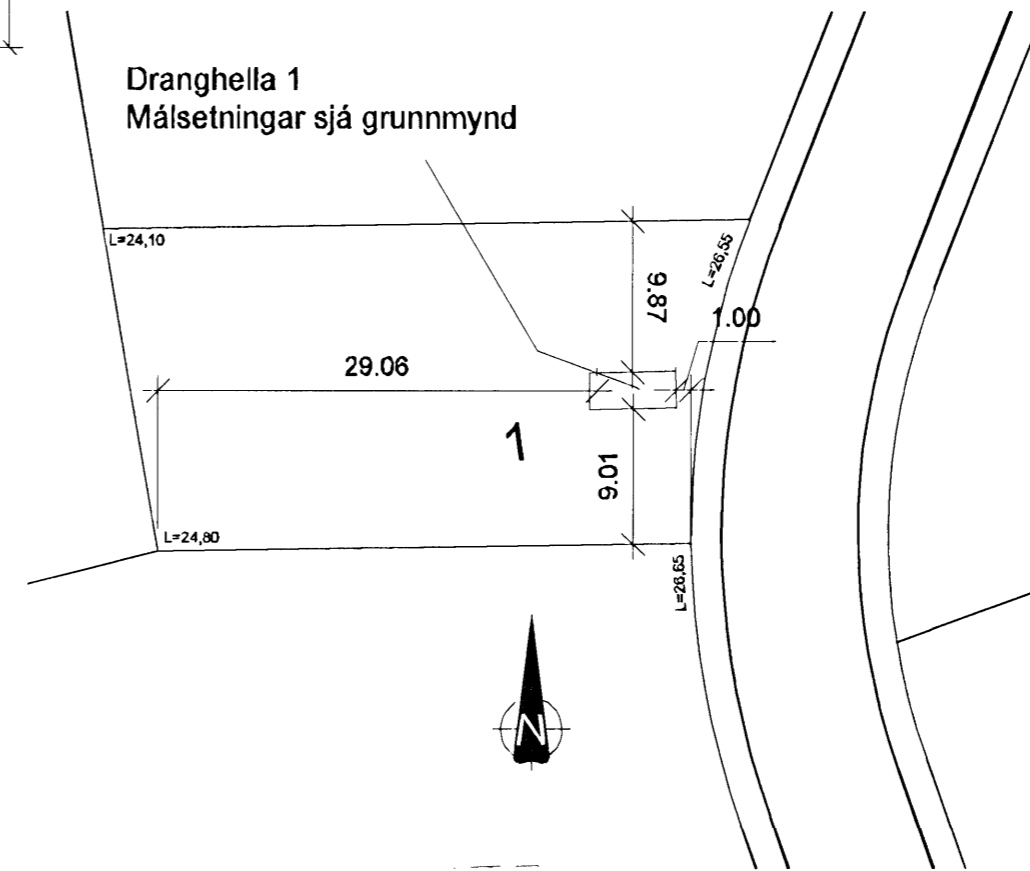 Dranghella 1
Málsetningar sjá grunnmynd
L=24,10
L=26,55
9.87
1.00
29.06
1
9.01
L=24,80
L=26,65
N